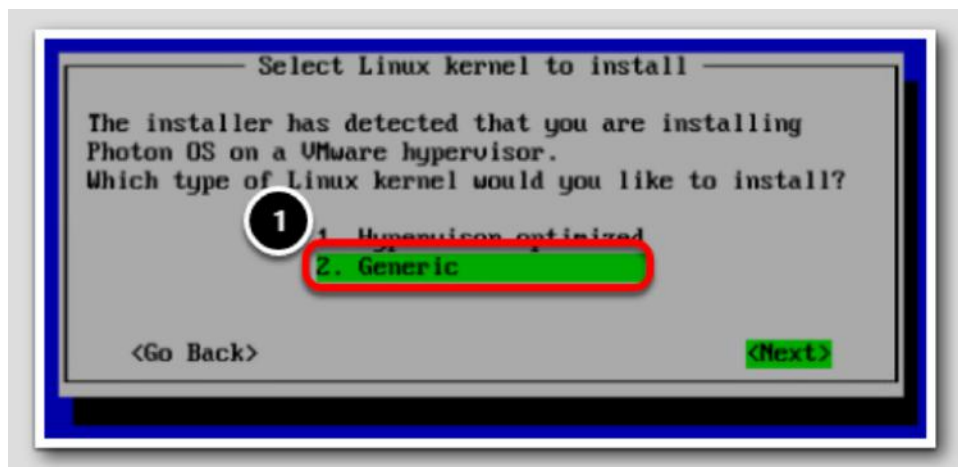 Select Linux kernel to install
The installer has detected that you are installing
Photon OS on a VMware hypervisor.
Which type of Linux kernel would you like to install?
1
1. Hypervisor optimized
2. Generic
<Go Back> <Next>